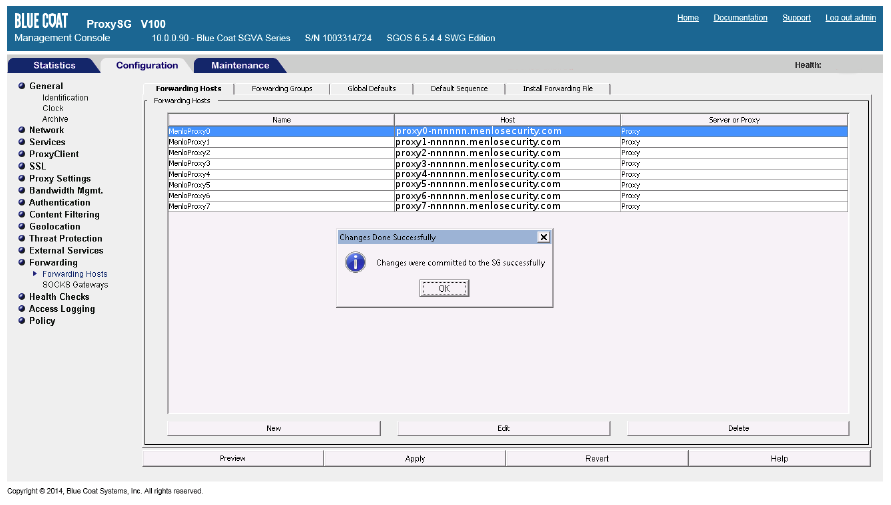 BLUE COAT ProxySG V100 Home Documentation Support Log out admin
Management Console 10.0.0.90 - Blue Coat SGVA Series S/N 1003314724 SGOS 6.5.4.4 SWG Edition
Statistics Configuration Maintenance Health:
General
Identification
Clock
Archive
Network
Services
ProxyClient
SSL
Proxy Settings
Bandwidth Mgmt.
Authentication
Content Filtering
Geolocation
Threat Protection
External Services
Forwarding
Forwarding Hosts
SOCKS Gateways
Health Checks
Access Logging
Policy
Forwarding Hosts Forwarding Groups Global Defaults Default Sequence Install Forwarding File
Forwarding Hosts
Name Host Server or Proxy
MenloProxy0 proxy0-nnnnnn.menlosecurity.com Proxy
MenloProxy1 proxy1-nnnnnn.menlosecurity.com Proxy
MenloProxy2 proxy2-nnnnnn.menlosecurity.com Proxy
MenloProxy3 proxy3-nnnnnn.menlosecurity.com Proxy
MenloProxy4 proxy4-nnnnnn.menlosecurity.com Proxy
MenloProxy5 proxy5-nnnnnn.menlosecurity.com Proxy
MenloProxy6 proxy6-nnnnnn.menlosecurity.com Proxy
MenloProxy7 proxy7-nnnnnn.menlosecurity.com Proxy
Changes Done Successfully
Changes were committed to the SG successfully
OK
New Edit Delete
Preview Apply Revert Help
Copyright © 2014, Blue Coat Systems, Inc. All rights reserved.